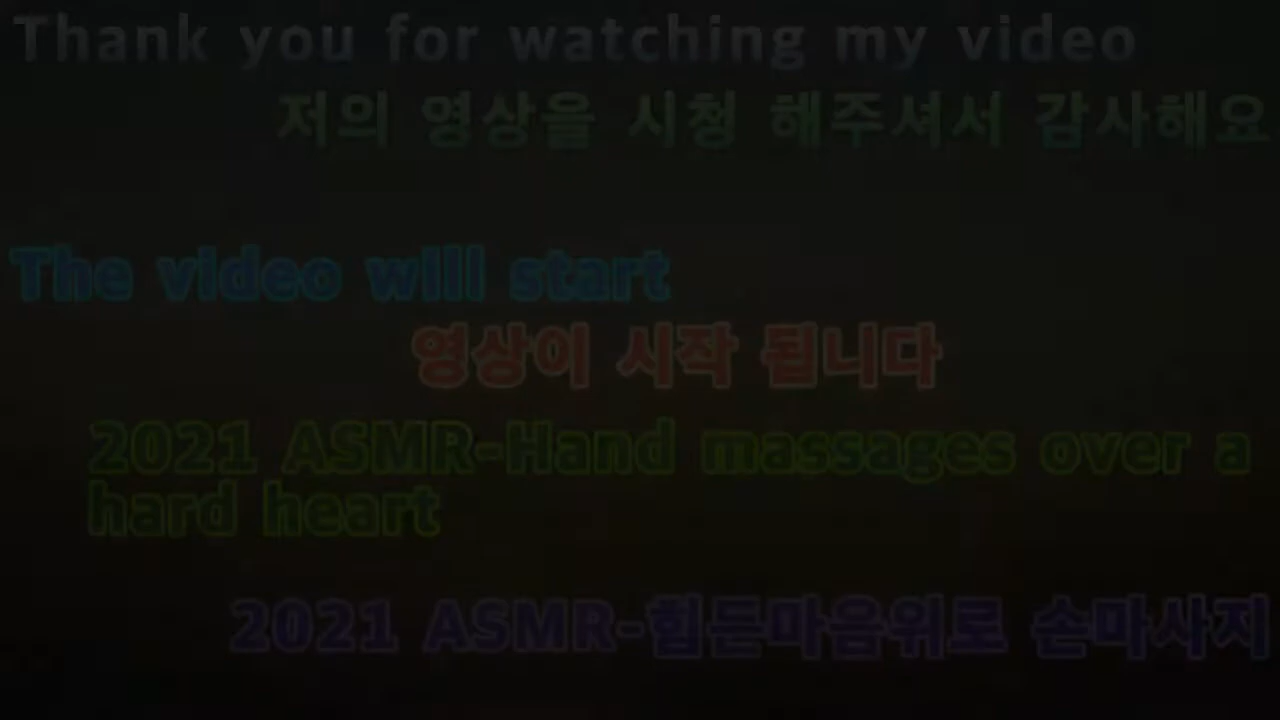 Thank you for watching my video
저의 영상을 시청 해주셔서 감사해요
The video will start
영상이 시작 됩니다
2021 ASMR-Hand massages over a
hard heart
2021 ASMR-힘든마음위로 손마사지